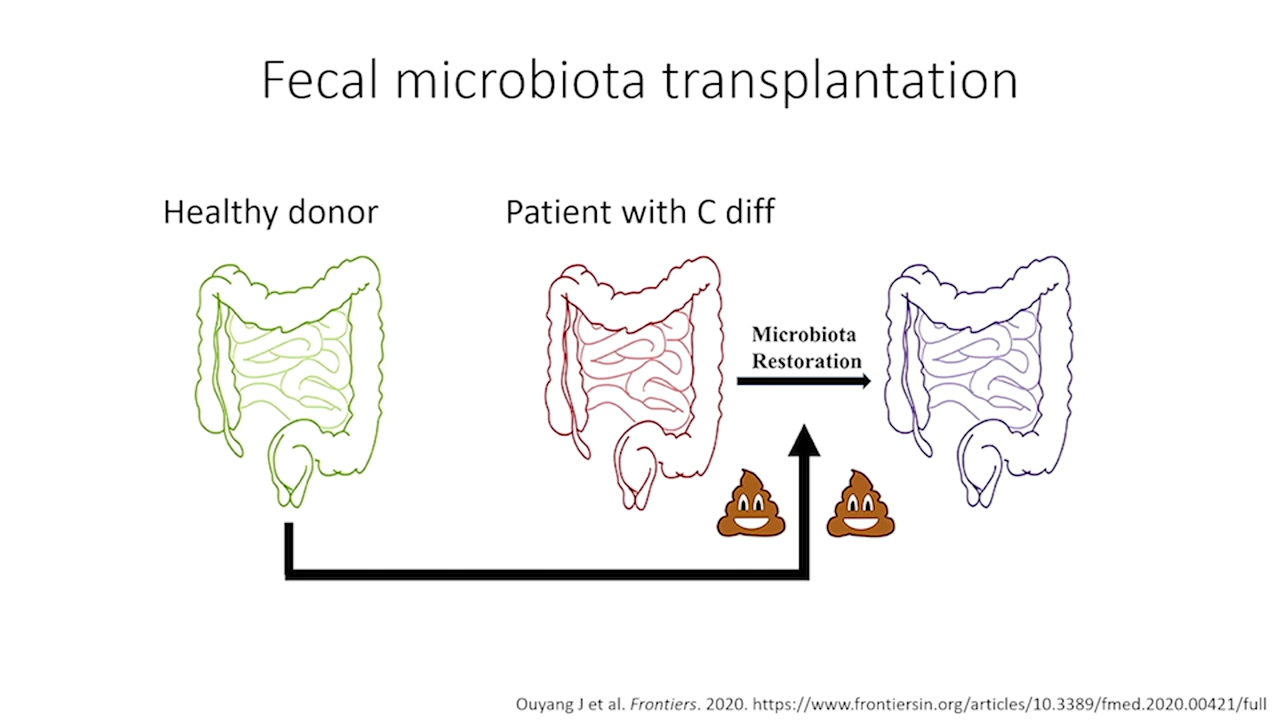 Fecal microbiota transplantation
Healthy donor
Patient with C diff
Microbiota
Restoration
Ouyang J et al. Frontiers. 2020. https://www.frontiersin.org/articles/10.3389/fmed.2020.00421/full